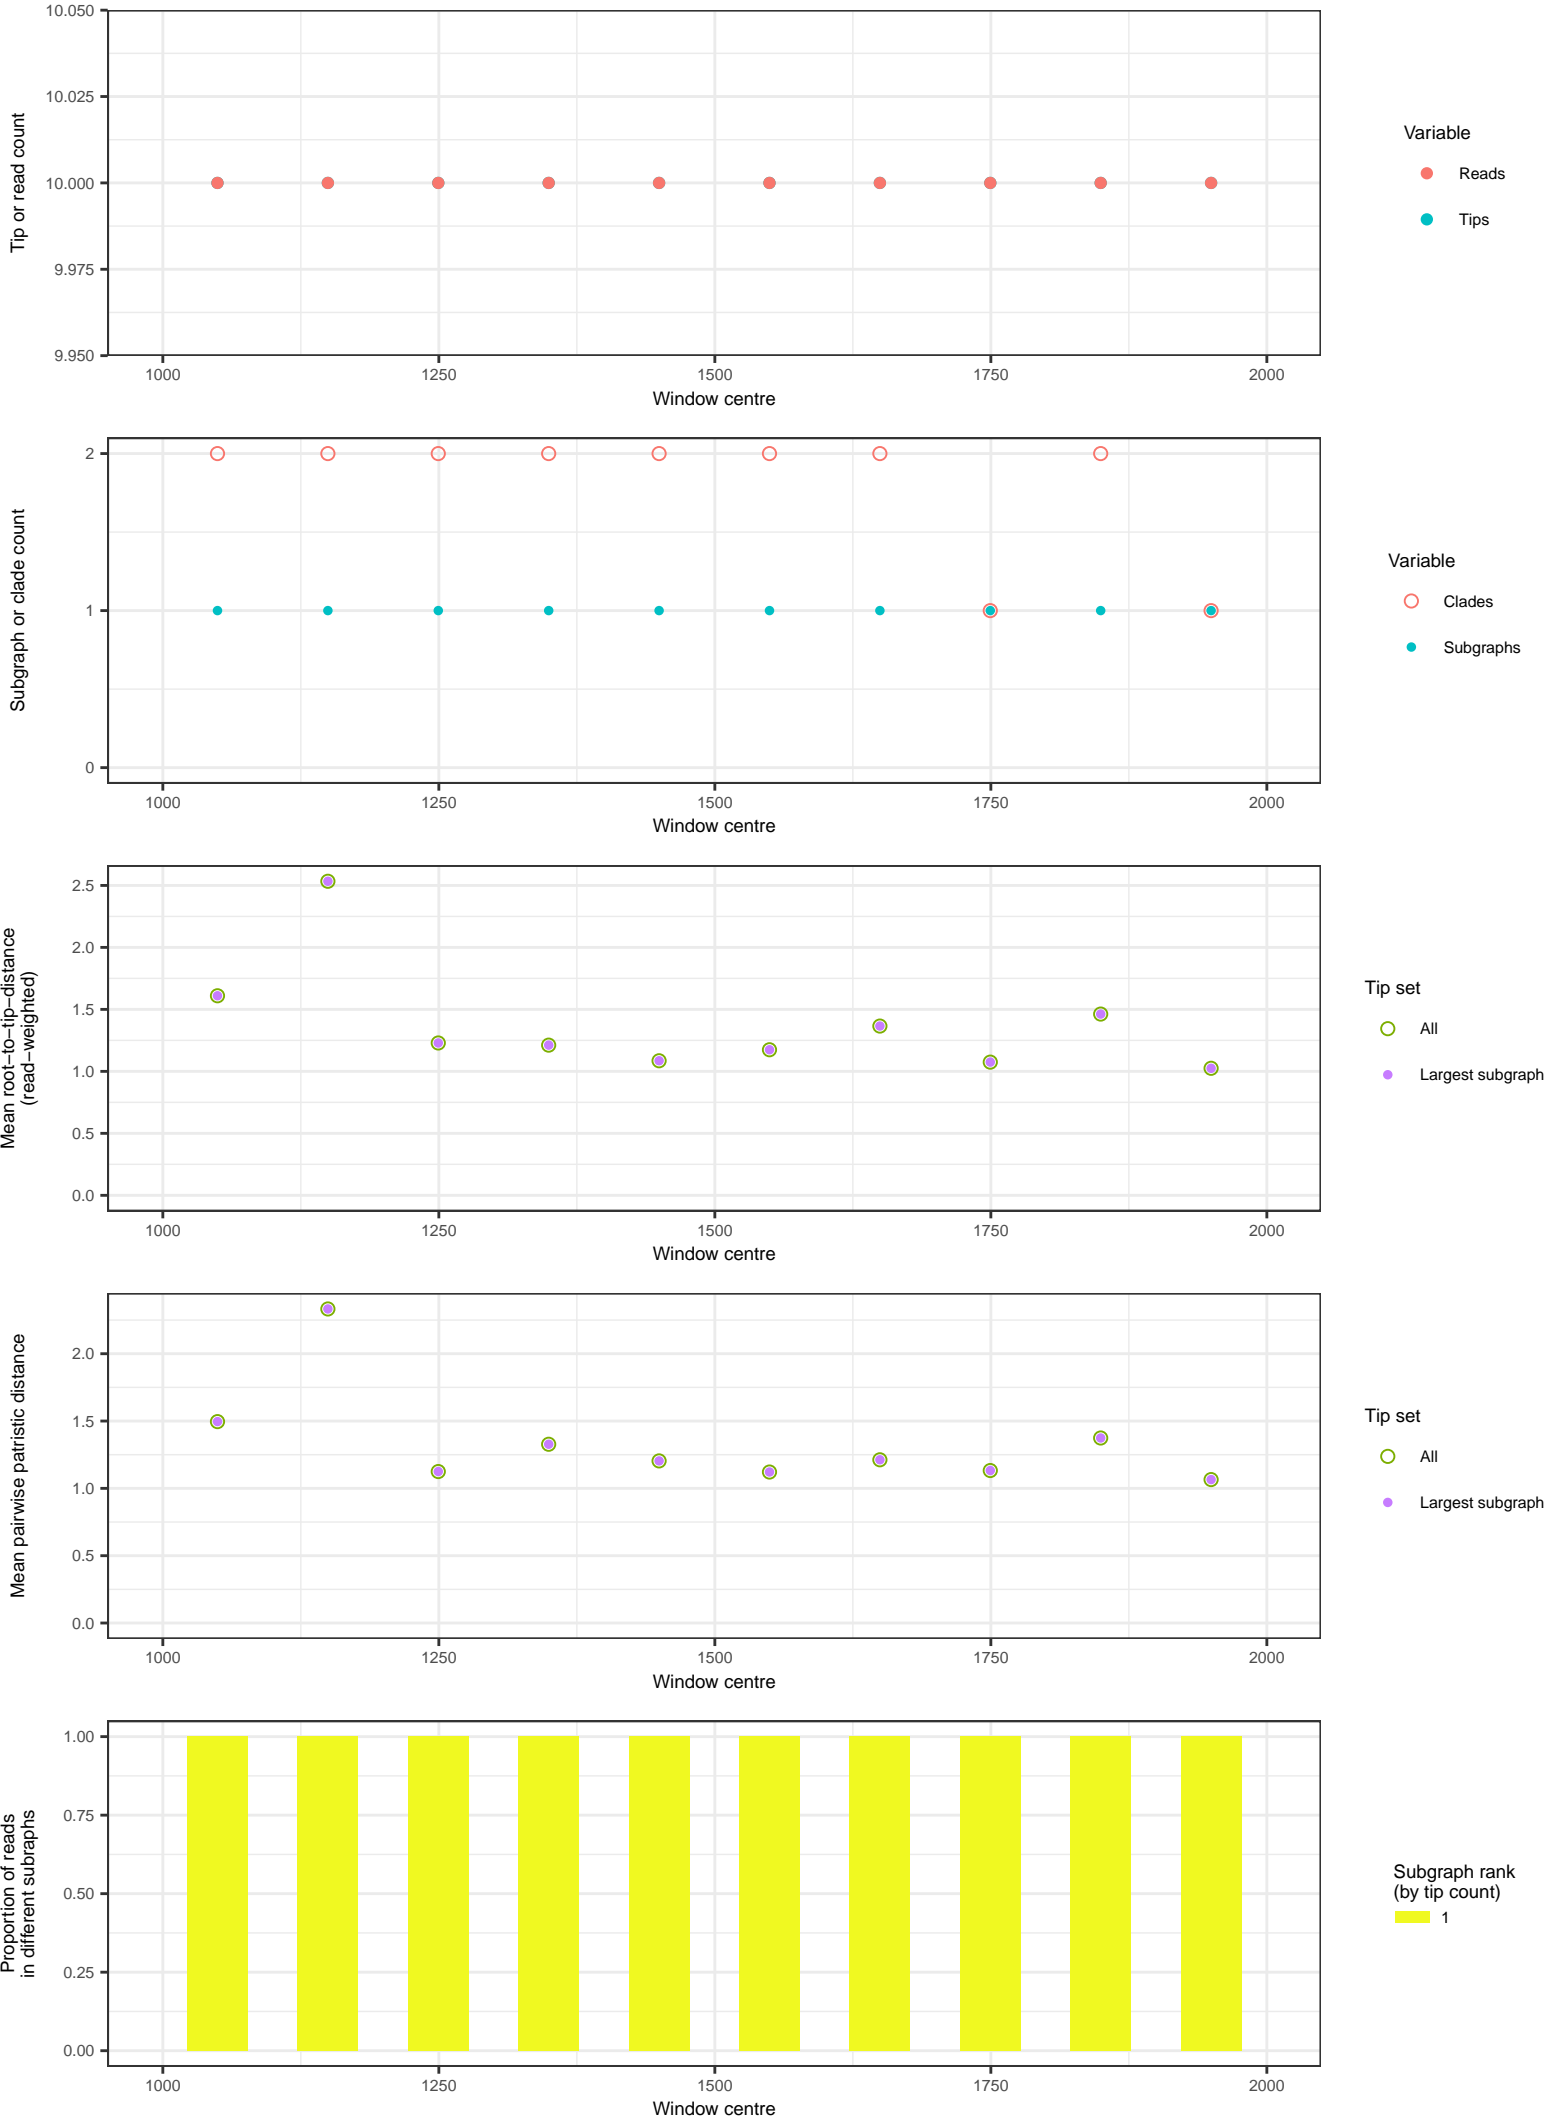 10.050
10.025
10.000
9.975
9.950
Tip or read count
1000 1250 1500 1750 2000
Window centre
Variable
Reads
Tips
2
1
0
Subgraph or clade count
1000 1250 1500 1750 2000
Window centre
Variable
Clades
Subgraphs
2.5
2.0
1.5
1.0
0.5
0.0
Mean root−to−tip−distance
(read−weighted)
1000 1250 1500 1750 2000
Window centre
Tip set
All
Largest subgraph
2.0
1.5
1.0
0.5
0.0
Mean pairwise patristic distance
1000 1250 1500 1750 2000
Window centre
Tip set
All
Largest subgraph
1.00
0.75
0.50
0.25
0.00
Proportion of reads
in different subraphs
1000 1250 1500 1750 2000
Window centre
Subgraph rank
(by tip count)
1